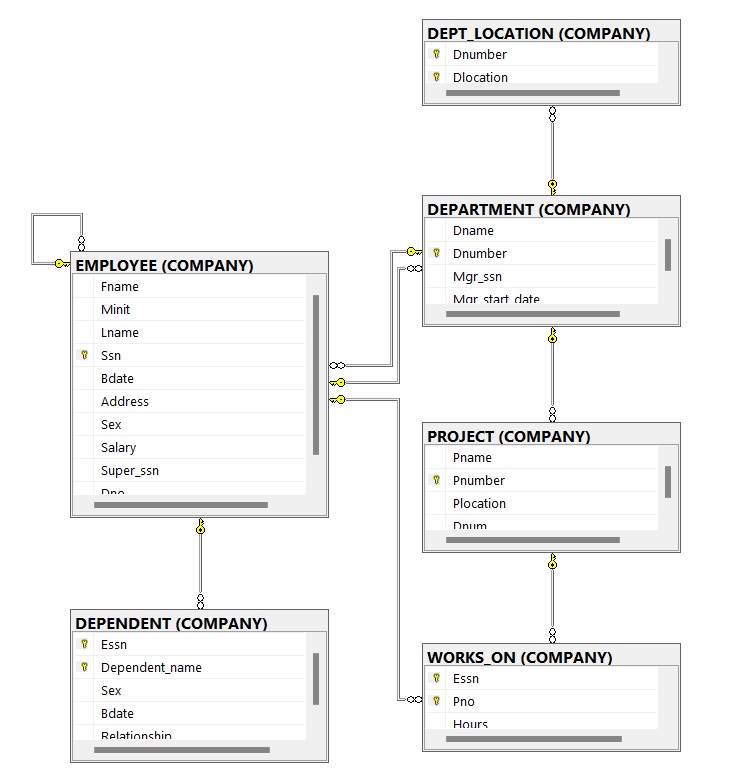 DEPT_LOCATION (COMPANY)
Dnumber
Dlocation
DEPARTMENT (COMPANY)
Dname
Dnumber
Mgr_ssn
Mgr_start_date
EMPLOYEE (COMPANY)
Fname
Minit
Lname
Ssn
Bdate
Address
Sex
Salary
Super_ssn
Dno
PROJECT (COMPANY)
Pname
Pnumber
Plocation
Dnum
DEPENDENT (COMPANY)
Essn
Dependent_name
Sex
Bdate
Relationship
WORKS_ON (COMPANY)
Essn
Pno
Hours